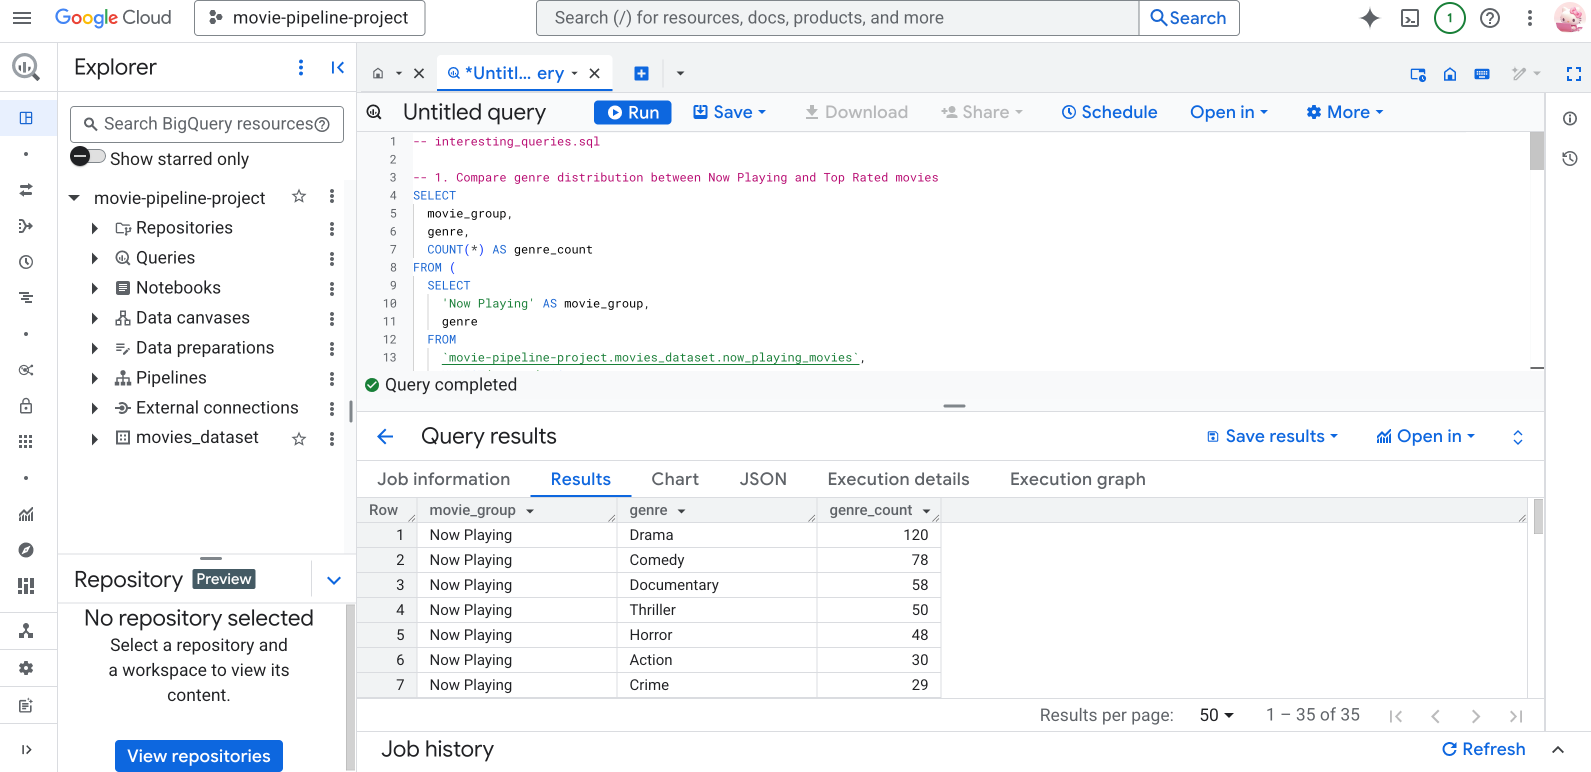 Google Cloud
movie-pipeline-project
Search (/) for resources, docs, products, and more
Search
1
Explorer
Search BigQuery resources
Show starred only
movie-pipeline-project
Repositories
Queries
Notebooks
Data canvases
Data preparations
Pipelines
External connections
movies_dataset
Repository Preview
No repository selected
Select a repository and
a workspace to view its
content.
View repositories
*Untitl... ery
Untitled query
Run
Save
Download
Share
Schedule
Open in
More
1 -- interesting_queries.sql
2
3 -- 1. Compare genre distribution between Now Playing and Top Rated movies
4 SELECT
5 movie_group,
6 genre,
7 COUNT(*) AS genre_count
8 FROM (
9 SELECT
10 'Now Playing' AS movie_group,
11 genre
12 FROM
13 `movie-pipeline-project.movies_dataset.now_playing_movies`,
Query completed
Query results
Save results
Open in
Job information Results Chart JSON Execution details Execution graph
Row movie_group genre genre_count
1 Now Playing Drama 120
2 Now Playing Comedy 78
3 Now Playing Documentary 58
4 Now Playing Thriller 50
5 Now Playing Horror 48
6 Now Playing Action 30
7 Now Playing Crime 29
Results per page: 50 1 – 35 of 35
Job history
Refresh